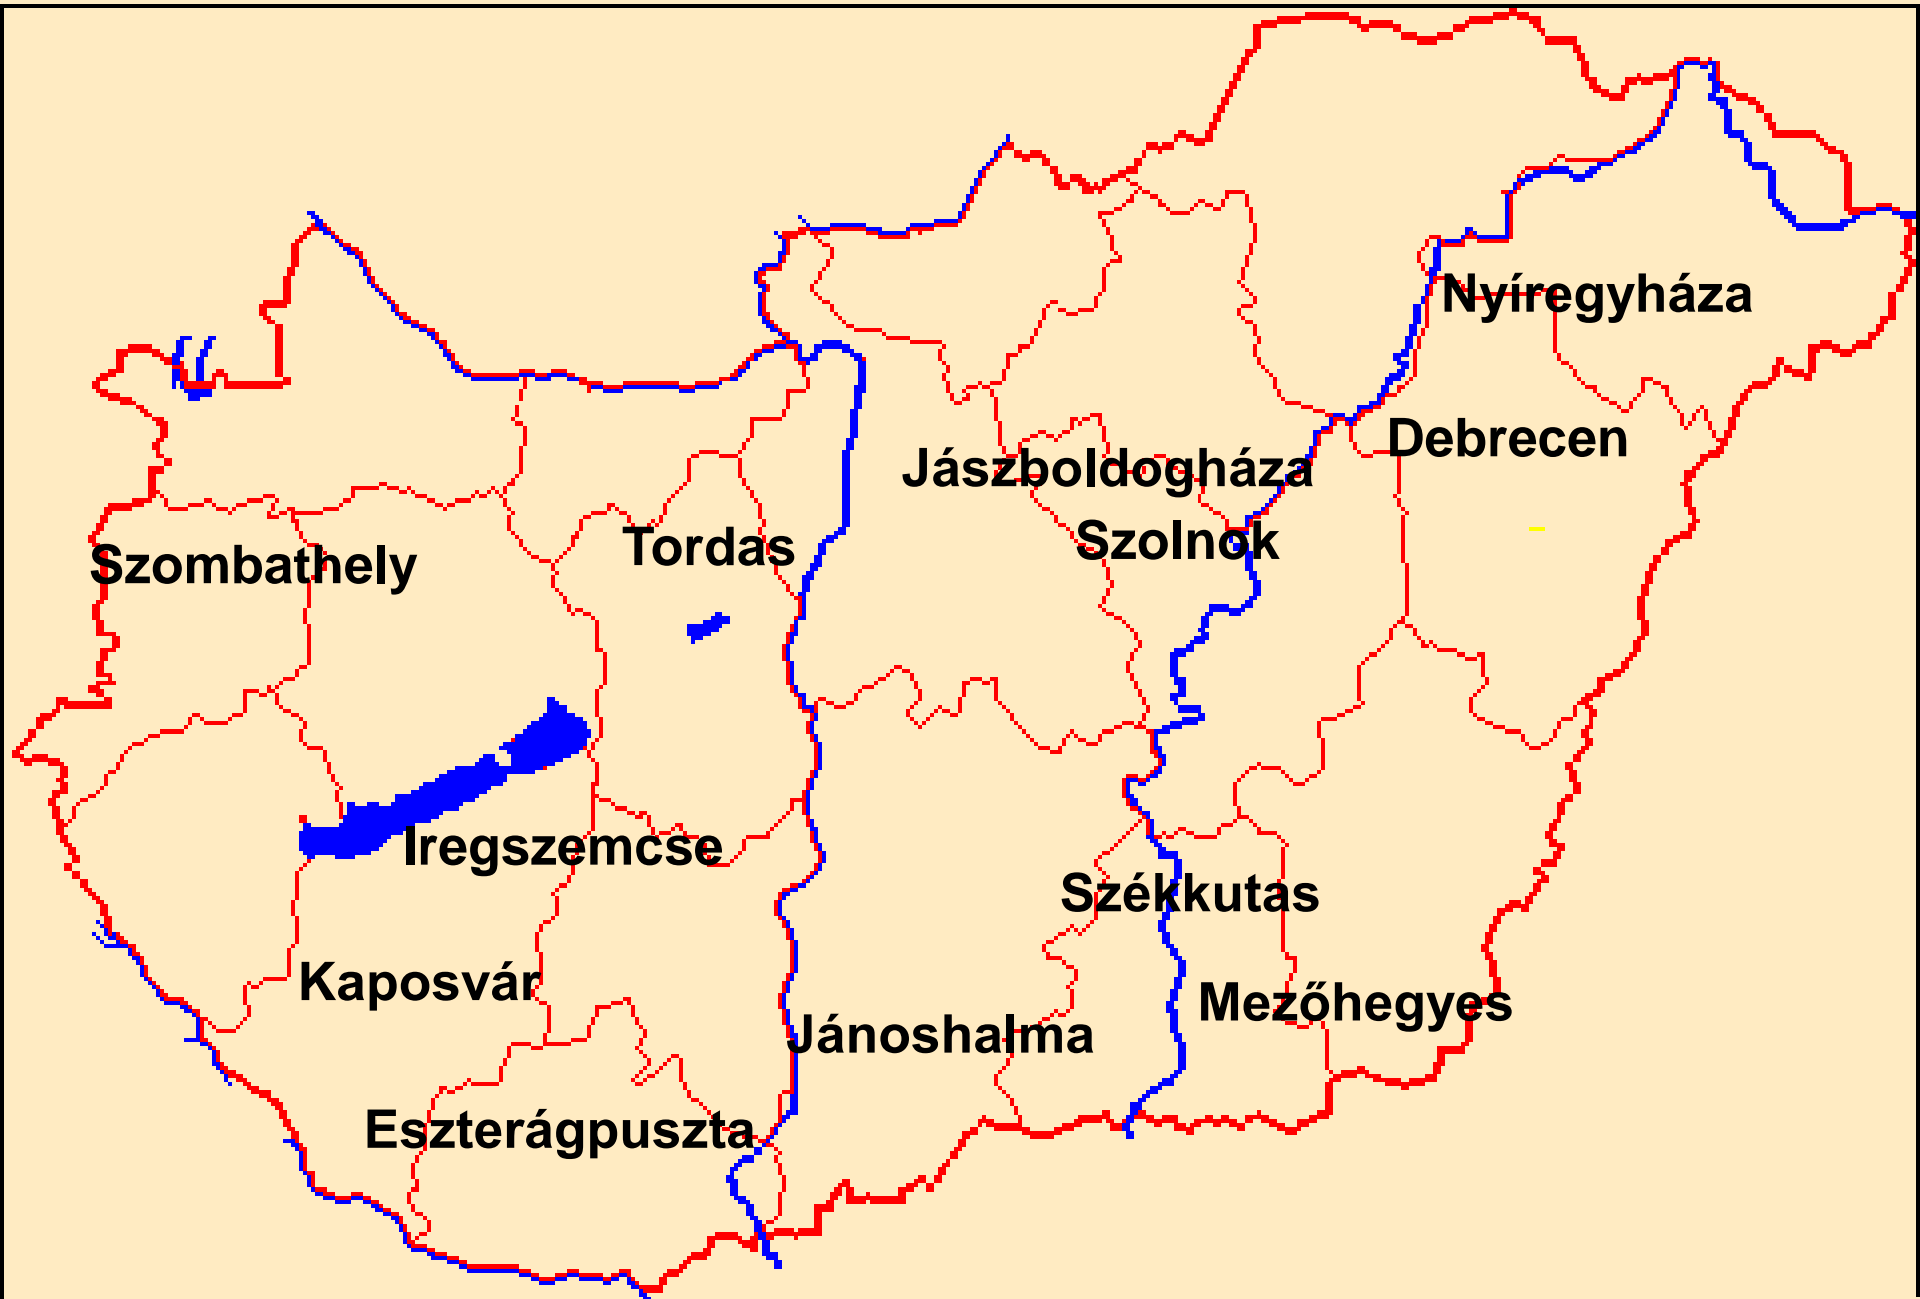 Nyíregyháza
Debrecen
Jászboldogháza
Szolnok
Tordas
Szombathely
Iregszemcse
Székkutas
Kaposvár
Mezőhegyes
Jánoshalma
Eszterágpuszta